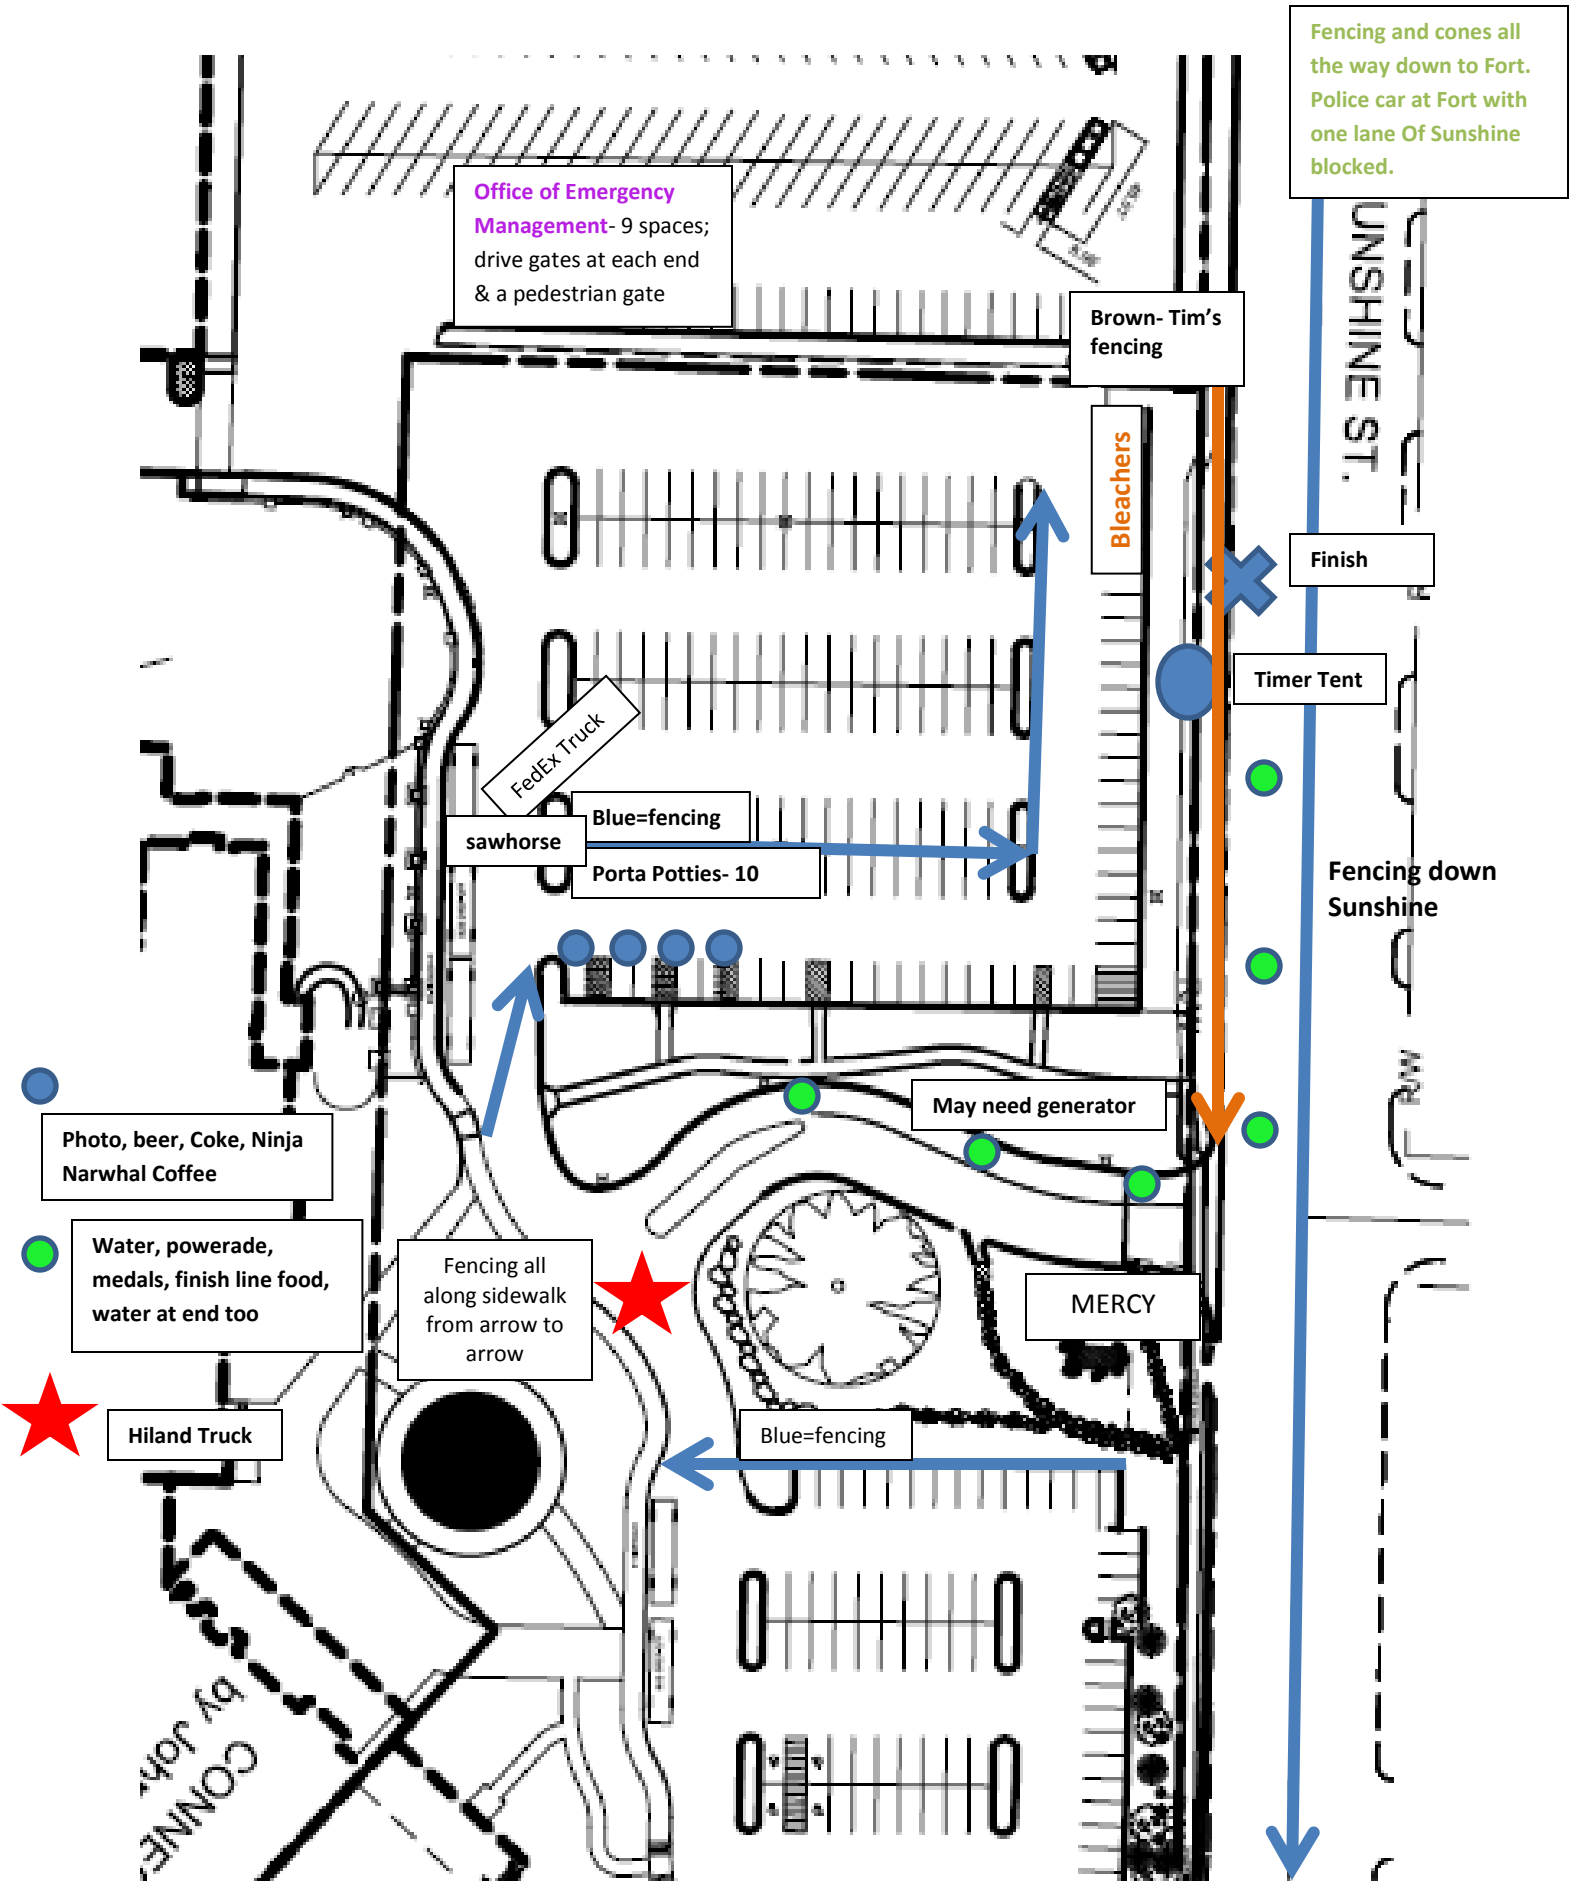 Fencing and cones all
the way down to Fort.
Police car at Fort with
one lane Of Sunshine
blocked.
Office of Emergency
Management- 9 spaces;
drive gates at each end
& a pedestrian gate
UNSHINE ST.
Brown- Tim's
fencing
Bleachers
Finish
Timer Tent
FedEx Truck
Blue=fencing
sawhorse
Porta Potties- 10
Fencing down
Sunshine
R/W
May need generator
Photo, beer, Coke, Ninja
Narwhal Coffee
Water, powerade,
medals, finish line food,
water at end too
Fencing all
along sidewalk
from arrow to
arrow
MERCY
Hiland Truck
Blue=fencing
by Joh
CONNE